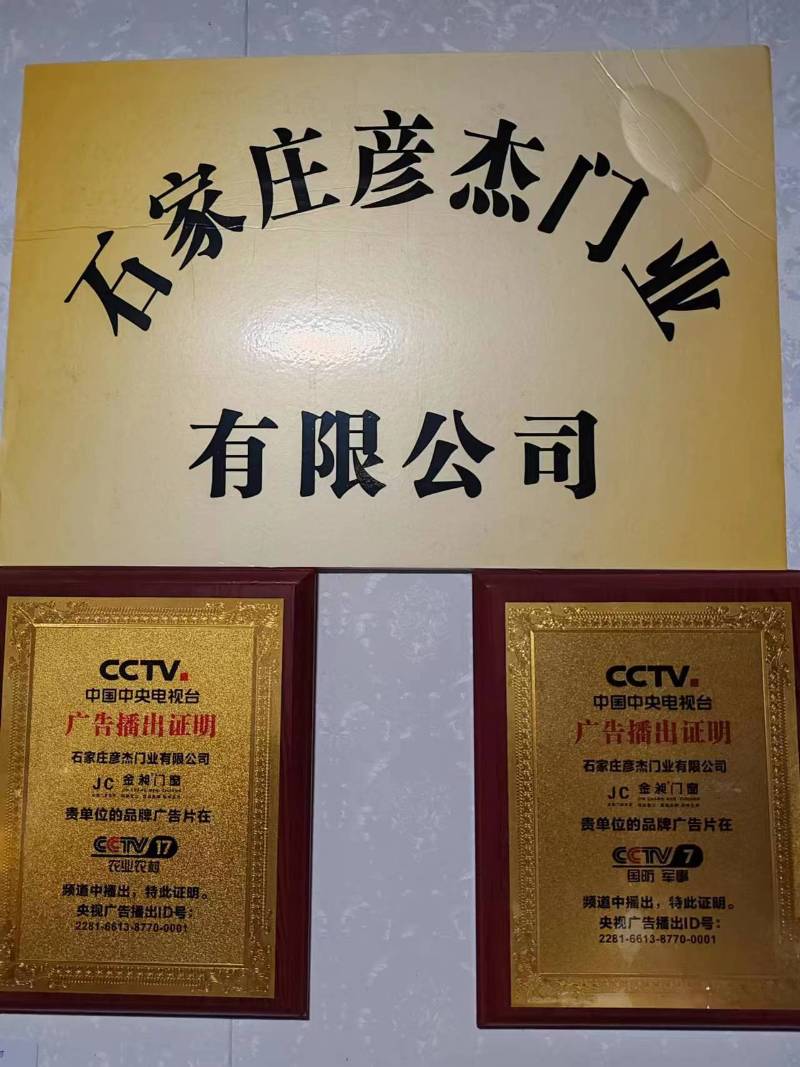 石家庄彦杰门业
有限公司
CCTV.
中国中央电视台
广告播出证明
石家庄彦杰门业有限公司
JC 金昶门窗
贵单位的品牌广告片在
CCTV 17
农业农村
频道中播出，特此证明。
央视广告播出ID号：
2281-6613-8770-0001
CCTV.
中国中央电视台
广告播出证明
石家庄彦杰门业有限公司
JC 金昶门窗
贵单位的品牌广告片在
CCTV 7
国防 军事
频道中播出，特此证明。
央视广告播出ID号：
2281-6613-8770-0001